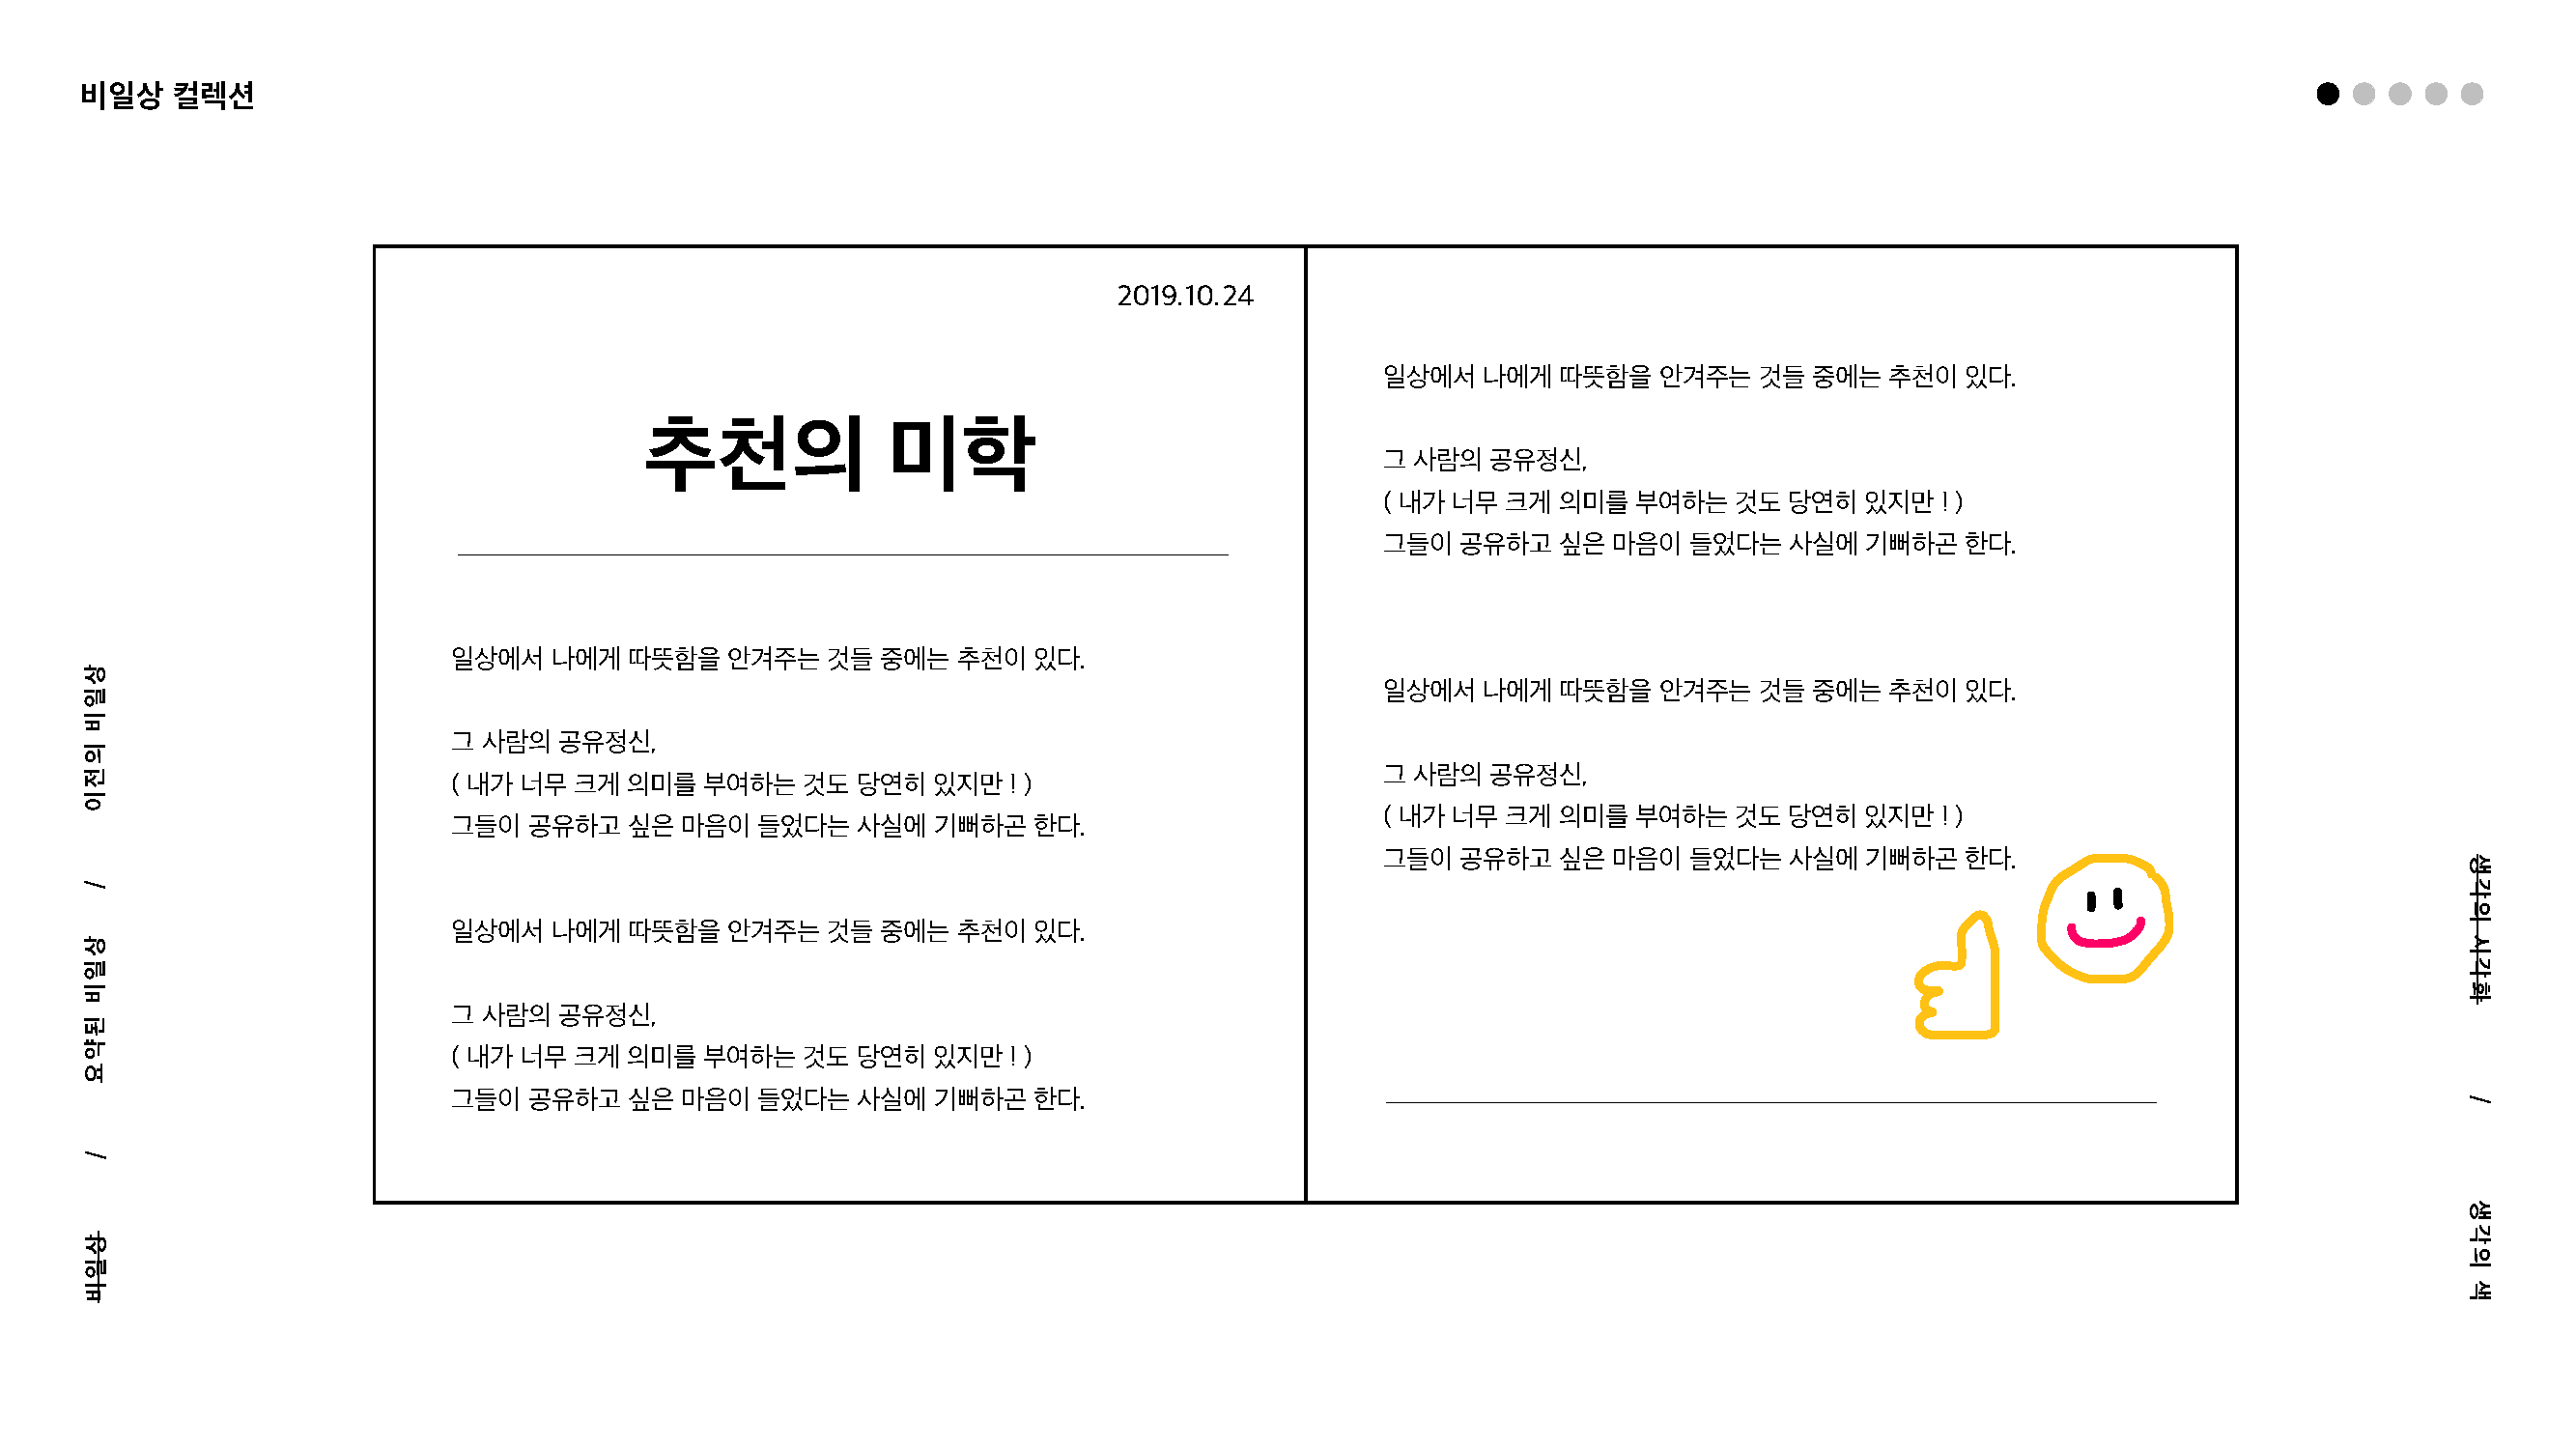 비일상 컬렉션
2019.10.24
추천의 미학
일상에서 나에게 따뜻함을 안겨주는 것들 중에는 추천이 있다.
그 사람의 공유정신,
( 내가 너무 크게 의미를 부여하는 것도 당연히 있지만 ! )
그들이 공유하고 싶은 마음이 들었다는 사실에 기뻐하곤 한다.
일상에서 나에게 따뜻함을 안겨주는 것들 중에는 추천이 있다.
그 사람의 공유정신,
( 내가 너무 크게 의미를 부여하는 것도 당연히 있지만 ! )
그들이 공유하고 싶은 마음이 들었다는 사실에 기뻐하곤 한다.
일상에서 나에게 따뜻함을 안겨주는 것들 중에는 추천이 있다.
그 사람의 공유정신,
( 내가 너무 크게 의미를 부여하는 것도 당연히 있지만 ! )
그들이 공유하고 싶은 마음이 들었다는 사실에 기뻐하곤 한다.
일상에서 나에게 따뜻함을 안겨주는 것들 중에는 추천이 있다.
그 사람의 공유정신,
( 내가 너무 크게 의미를 부여하는 것도 당연히 있지만 ! )
그들이 공유하고 싶은 마음이 들었다는 사실에 기뻐하곤 한다.
비일상 / 요약된 비일상 / 이전의 비일상
생각의 시각화 / 생각의 색